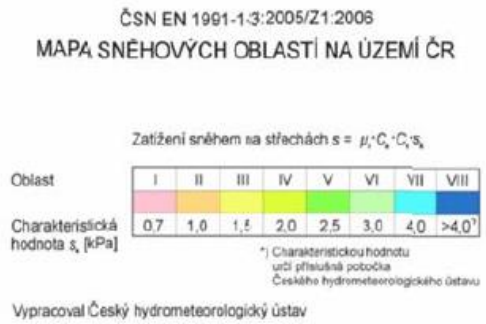 ČSN EN 1991-1-3:2005/Z1:2006
MAPA SNĚHOVÝCH OBLASTÍ NA ÚZEMÍ ČR
Zatížení sněhem na střechách s = μᵢ·Cₑ·Cₜ·sₖ
Oblast I II III IV V VI VII VIII
Charakteristická hodnota sₖ [kPa] 0,7 1,0 1,5 2,0 2,5 3,0 4,0 >4,0*)
*) Charakteristickou hodnotu
určí příslušná pobočka
Českého hydrometeorologického ústavu
Vypracoval Český hydrometeorologický ústav